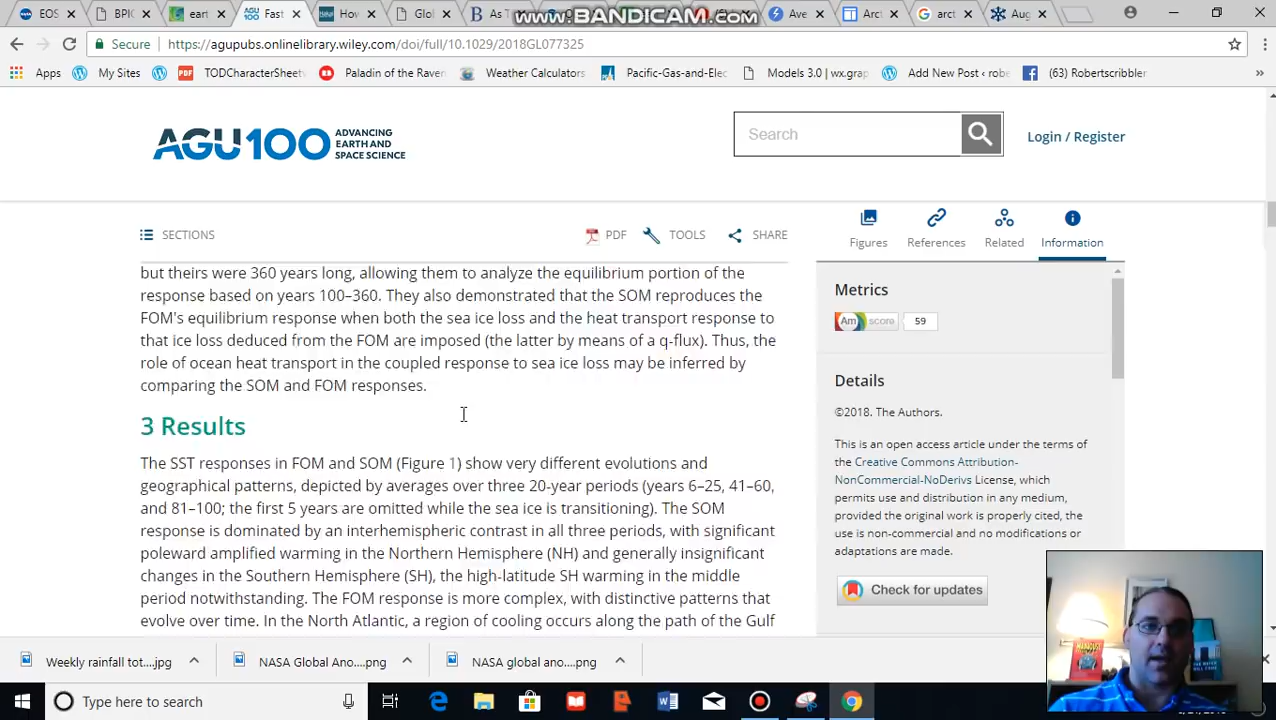 EOS
BPIC
eart
Fast
How
Glol
As T
Ave
Arct
arct
Aug
www.BANDICAM.com
Secure
https://agupubs.onlinelibrary.wiley.com/doi/full/10.1029/2018GL077325
Apps
My Sites
TODCharacterSheet
Paladin of the Raven
Weather Calculators
Pacific-Gas-and-Elec
Models 3.0 | wx.grap
Add New Post ‹ robe
(63) Robertscribbler
»
AGU100 ADVANCING
EARTH AND
SPACE SCIENCE
Search
Login / Register
SECTIONS
PDF
TOOLS
SHARE
Figures
References
Related
Information
but theirs were 360 years long, allowing them to analyze the equilibrium portion of the
response based on years 100–360. They also demonstrated that the SOM reproduces the
FOM's equilibrium response when both the sea ice loss and the heat transport response to
that ice loss deduced from the FOM are imposed (the latter by means of a q-flux). Thus, the
role of ocean heat transport in the coupled response to sea ice loss may be inferred by
comparing the SOM and FOM responses.
3 Results
The SST responses in FOM and SOM (Figure 1) show very different evolutions and
geographical patterns, depicted by averages over three 20-year periods (years 6–25, 41–60,
and 81–100; the first 5 years are omitted while the sea ice is transitioning). The SOM
response is dominated by an interhemispheric contrast in all three periods, with significant
poleward amplified warming in the Northern Hemisphere (NH) and generally insignificant
changes in the Southern Hemisphere (SH), the high-latitude SH warming in the middle
period notwithstanding. The FOM response is more complex, with distinctive patterns that
evolve over time. In the North Atlantic, a region of cooling occurs along the path of the Gulf
Metrics
Am score 59
Details
©2018. The Authors.
This is an open access article under the terms of
the Creative Commons Attribution-
NonCommercial-NoDerivs License, which
permits use and distribution in any medium,
provided the original work is properly cited, the
use is non-commercial and no modifications or
adaptations are made.
Check for updates
Weekly rainfall tot....jpg
NASA Global Ano....png
NASA global ano....png
Type here to search